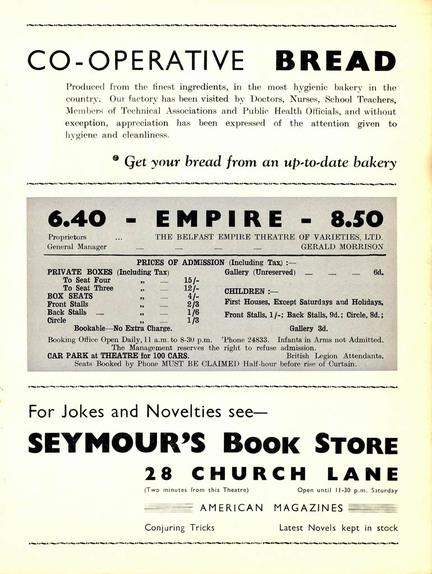 CO-OPERATIVE BREAD
Produced from the finest ingredients, in the most hygienic bakery in the
country. Our factory has been visited by Doctors, Nurses, School Teachers,
Members of Technical Associations and Public Health Officials, and without
exception, appreciation has been expressed of the attention given to
hygiene and cleanliness.
• Get your bread from an up-to-date bakery
6.40 - EMPIRE - 8.50
Proprietors ... THE BELFAST EMPIRE THEATRE OF VARIETIES, LTD.
General Manager — — — — GERALD MORRISON
PRICES OF ADMISSION (Including Tax) :—
PRIVATE BOXES (Including Tax)
To Seat Four „ — 15/-
To Seat Three „ — 12/-
BOX SEATS „ — 4/-
Front Stalls „ — 2/3
Back Stalls — „ — 1/6
Circle „ — 1/3
Gallery (Unreserved) — — — 6d.
CHILDREN :—
First Houses, Except Saturdays and Holidays,
Front Stalls, 1/-; Back Stalls, 9d.; Circle, 8d.;
Gallery 3d.
Bookable—No Extra Charge.
Booking Office Open Daily, 11 a.m. to 8-30 p.m. 'Phone 24833. Infants in Arms not Admitted.
The Management reserves the right to refuse admission.
CAR PARK at THEATRE for 100 CARS. British Legion Attendants,
Seats Booked by Phone MUST BE CLAIMED Half-hour before rise of Curtain.
For Jokes and Novelties see—
SEYMOUR'S BOOK STORE
28 CHURCH LANE
(Two minutes from this Theatre) Open until 11-30 p.m. Saturday
AMERICAN MAGAZINES
Conjuring Tricks Latest Novels kept in stock